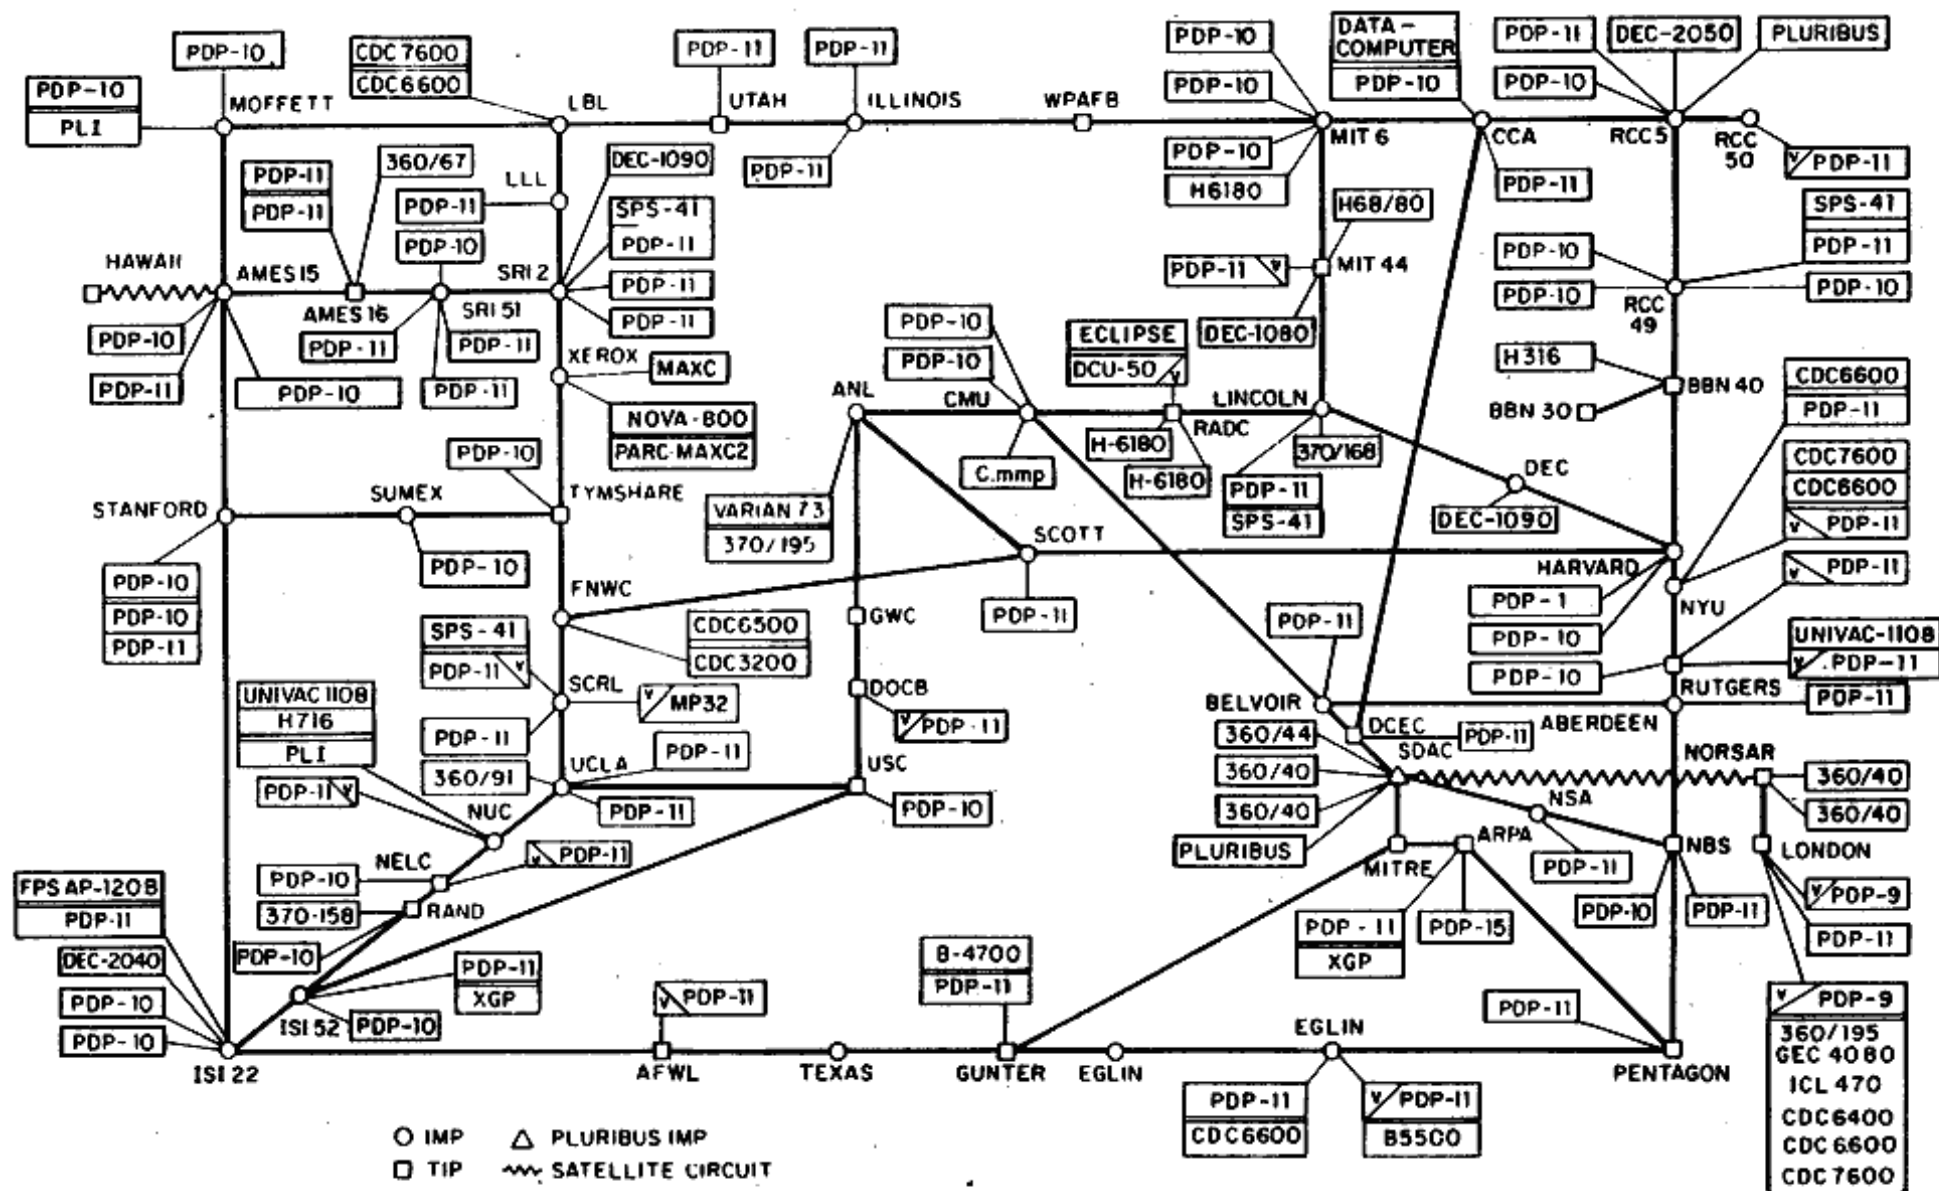 PDP-10
CDC 7600
CDC 6600
PDP-11
PDP-11
PDP-10
DATA-
COMPUTER
PDP-10
PDP-11
DEC-2050
PLURIBUS
PDP-10
PLI
MOFFETT
LBL
UTAH
ILLINOIS
WPAFB
PDP-10
PDP-10
H6180
MIT 6
CCA
PDP-10
RCC 5
RCC
50
V PDP-11
PDP-11
PDP-11
PDP-11
PDP-11
360/67
LLL
PDP-11
PDP-10
DEC-1090
SPS-41
PDP-11
PDP-11
PDP-11
H68/80
PDP-11 V
MIT 44
DEC-1080
SPS-41
PDP-11
PDP-10
PDP-10
PDP-10
RCC
49
HAWAII
AMES 15
AMES 16
SRI 51
SRI 2
PDP-10
PDP-11
PDP-10
PDP-11
PDP-11
PDP-11
XEROX
MAXC
NOVA-800
PARC-MAXC2
PDP-10
PDP-10
ECLIPSE
DCU-50 V
H316
BBN 40
BBN 30
CDC6600
PDP-11
ANL
CMU
RADC
LINCOLN
C.mmp
H-6180
H-6180
370/168
PDP-11
SPS-41
DEC
DEC-1090
CDC7600
CDC6600
V PDP-11
V PDP-11
STANFORD
SUMEX
PDP-10
TYMSHARE
PDP-10
VARIAN 73
370/195
SCOTT
PDP-11
HARVARD
PDP-1
PDP-10
NYU
PDP-10
PDP-10
PDP-11
FNWC
CDC6500
CDC3200
GWC
PDP-11
PDP-10
UNIVAC-1108
V PDP-11
RUTGERS
PDP-11
SPS-41
PDP-11 V
SCRL
V MP32
PDP-11
DOCB
V PDP-11
BELVOIR
ABERDEEN
UNIVAC 1108
H716
PLI
PDP-11 V
360/91
UCLA
PDP-11
PDP-11
USC
PDP-10
360/44
360/40
360/40
PLURIBUS
DCEC
PDP-11
SDAC
NORSAR
360/40
360/40
NUC
NSA
PDP-11
NELC
V PDP-11
PDP-10
370-158
RAND
PDP-10
MITRE
ARPA
PDP-11
XGP
PDP-15
NBS
PDP-10
PDP-11
LONDON
V PDP-9
PDP-11
FPS AP-120B
PDP-11
DEC-2040
PDP-10
PDP-10
PDP-11
XGP
ISI 52
PDP-10
V PDP-11
B-4700
PDP-11
PDP-11
V PDP-9
360/195
GEC 4080
ICL 470
CDC6400
CDC6600
CDC7600
ISI 22
AFWL
TEXAS
GUNTER
EGLIN
EGLIN
PENTAGON
PDP-11
CDC6600
V PDP-11
B5500
IMP
PLURIBUS IMP
TIP
SATELLITE CIRCUIT